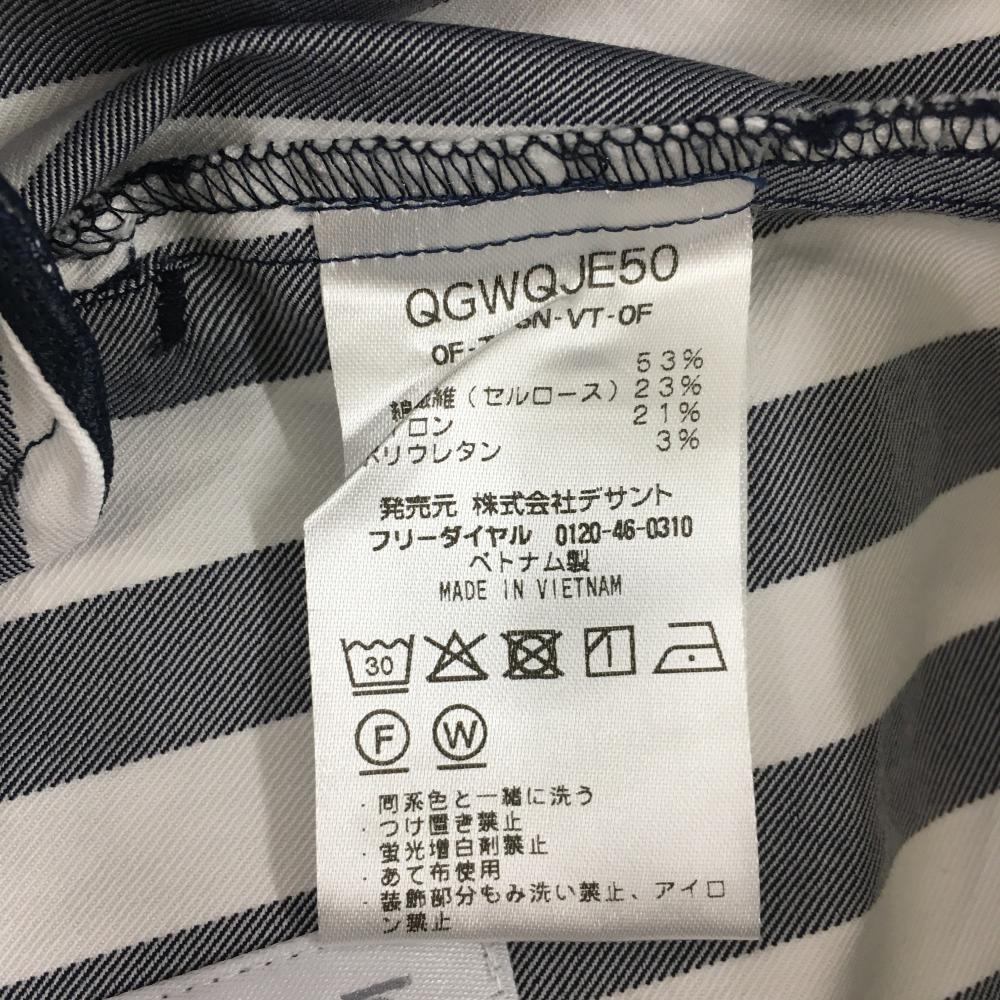 QGWQJE50
OF-T SN-VT-OF
綿 53%
繊維（セルロース） 23%
ロン 21%
ポリウレタン 3%
発売元 株式会社デサント
フリーダイヤル 0120-46-0310
ベトナム製
MADE IN VIETNAM
30
F W
・同系色と一緒に洗う
・つけ置き禁止
・蛍光増白剤禁止
・あて布使用
・装飾部分もみ洗い禁止、アイロ
ン禁止